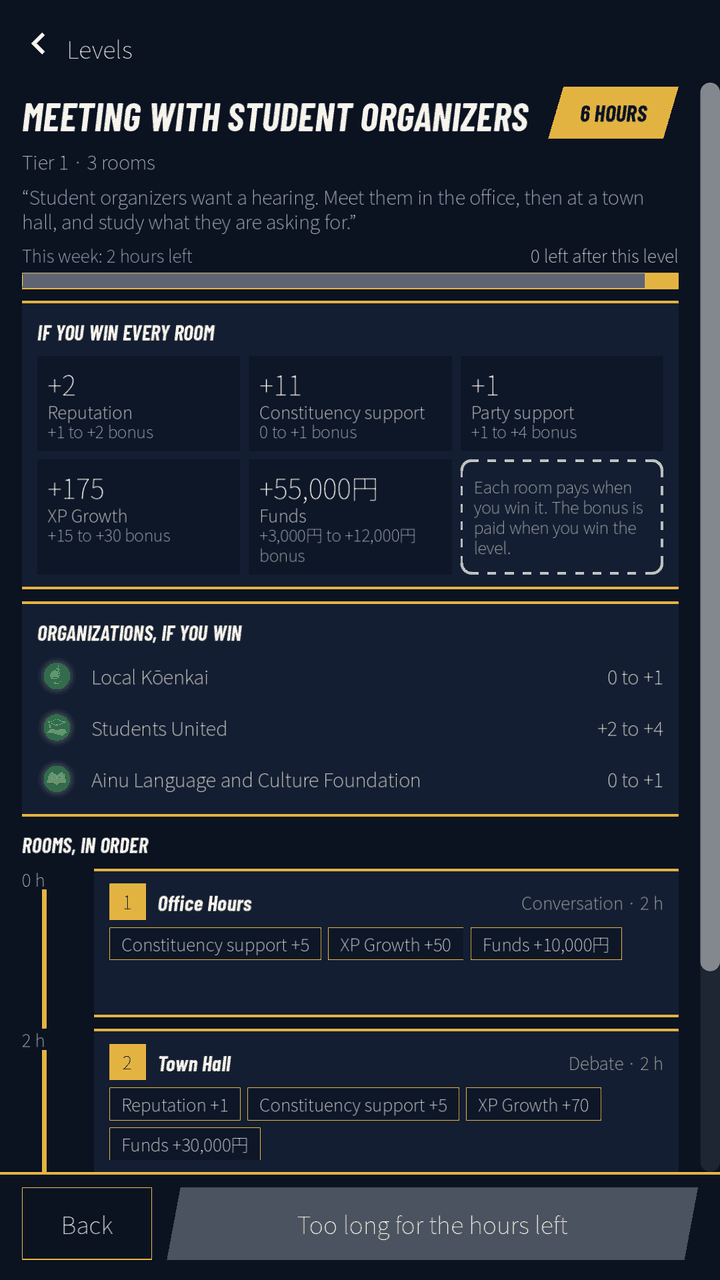 Levels
MEETING WITH STUDENT ORGANIZERS
6 HOURS
Tier 1 · 3 rooms
“Student organizers want a hearing. Meet them in the office, then at a town
hall, and study what they are asking for.”
This week: 2 hours left
0 left after this level
IF YOU WIN EVERY ROOM
+2
Reputation
+1 to +2 bonus
+11
Constituency support
0 to +1 bonus
+1
Party support
+1 to +4 bonus
+175
XP Growth
+15 to +30 bonus
+55,000円
Funds
+3,000円 to +12,000円
bonus
Each room pays when
you win it. The bonus is
paid when you win the
level.
ORGANIZATIONS, IF YOU WIN
Local Kōenkai
0 to +1
Students United
+2 to +4
Ainu Language and Culture Foundation
0 to +1
ROOMS, IN ORDER
0 h
1
Office Hours
Conversation · 2 h
Constituency support +5
XP Growth +50
Funds +10,000円
2 h
2
Town Hall
Debate · 2 h
Reputation +1
Constituency support +5
XP Growth +70
Funds +30,000円
Back
Too long for the hours left